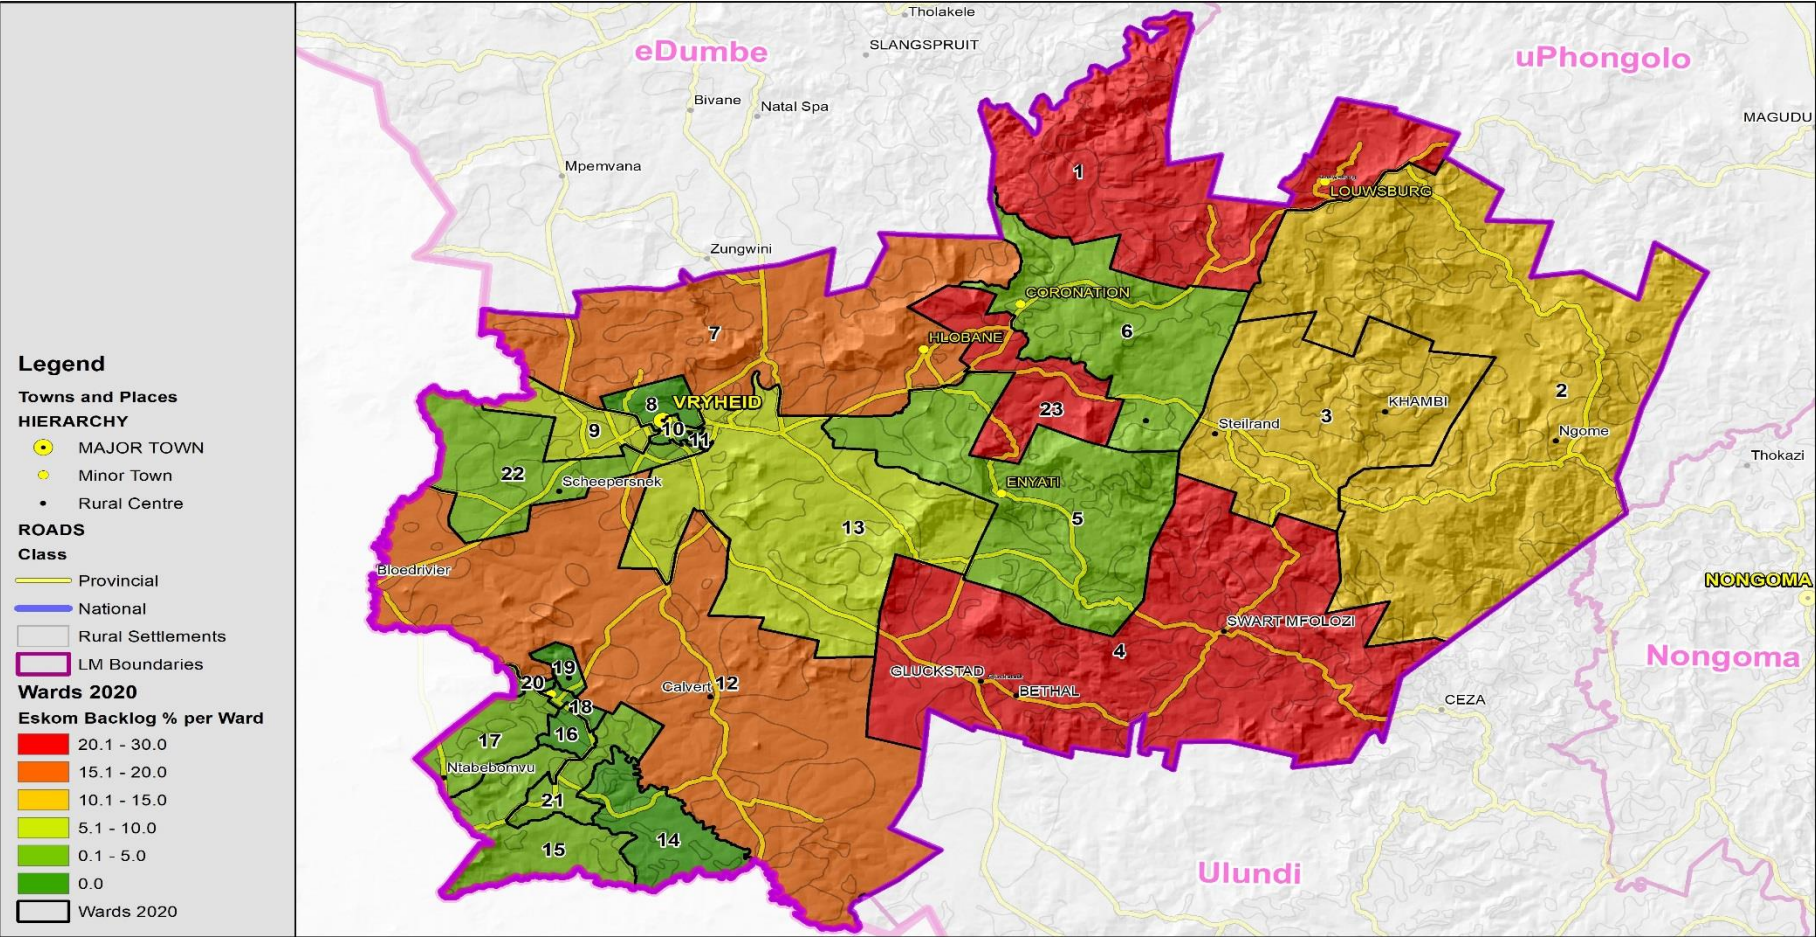 Legend
Towns and Places
HIERARCHY
MAJOR TOWN
Minor Town
Rural Centre
ROADS
Class
Provincial
National
Rural Settlements
LM Boundaries
Wards 2020
Eskom Backlog % per Ward
20.1 - 30.0
15.1 - 20.0
10.1 - 15.0
5.1 - 10.0
0.1 - 5.0
0.0
Wards 2020
Tholakele
eDumbe
SLANGSPRUIT
uPhongolo
Bivane
Natal Spa
MAGUDU
Mpemvana
1
LOUWSBURG
Zungwini
CORONATION
7
HLOBANE
6
2
8
VRYHEID
23
3
KHAMBI
9
10
11
Steilrand
Ngome
Thokazi
22
Scheepersnek
ENYATI
13
5
Bloedrivier
NONGOMA
SWART MFOLOZI
4
19
20
Calvert
12
GLUCKSTAD
BETHAL
Nongoma
18
CEZA
17
16
Ntabebomvu
21
14
15
Ulundi